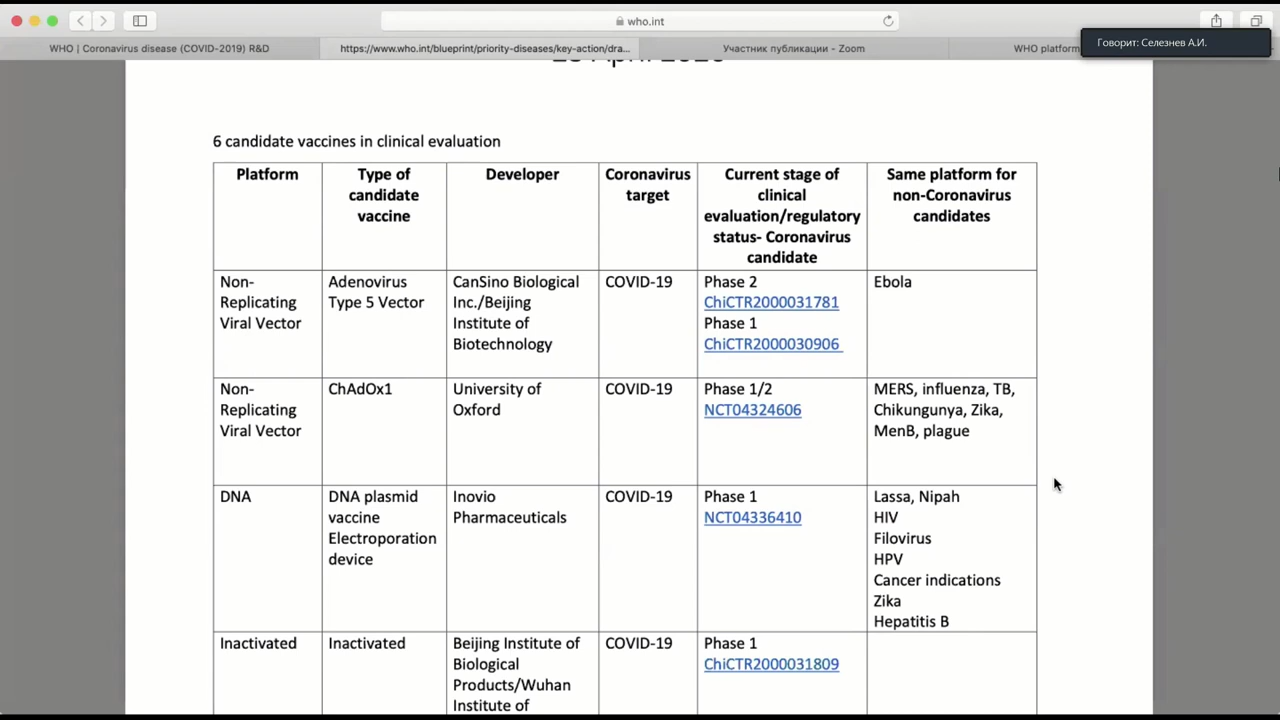 who.int
WHO | Coronavirus disease (COVID-2019) R&D
https://www.who.int/blueprint/priority-diseases/key-action/dra...
Участник публикации - Zoom
WHO platform
Говорит: Селезнев А.И.
6 candidate vaccines in clinical evaluation
Platform
Type of
candidate
vaccine
Developer
Coronavirus
target
Current stage of
clinical
evaluation/regulatory
status- Coronavirus
candidate
Same platform for
non-Coronavirus
candidates
Non-
Replicating
Viral Vector
Adenovirus
Type 5 Vector
CanSino Biological
Inc./Beijing
Institute of
Biotechnology
COVID-19
Phase 2
ChiCTR2000031781
Phase 1
ChiCTR2000030906
Ebola
Non-
Replicating
Viral Vector
ChAdOx1
University of
Oxford
COVID-19
Phase 1/2
NCT04324606
MERS, influenza, TB,
Chikungunya, Zika,
MenB, plague
DNA
DNA plasmid
vaccine
Electroporation
device
Inovio
Pharmaceuticals
COVID-19
Phase 1
NCT04336410
Lassa, Nipah
HIV
Filovirus
HPV
Cancer indications
Zika
Hepatitis B
Inactivated
Inactivated
Beijing Institute of
Biological
Products/Wuhan
Institute of
COVID-19
Phase 1
ChiCTR2000031809